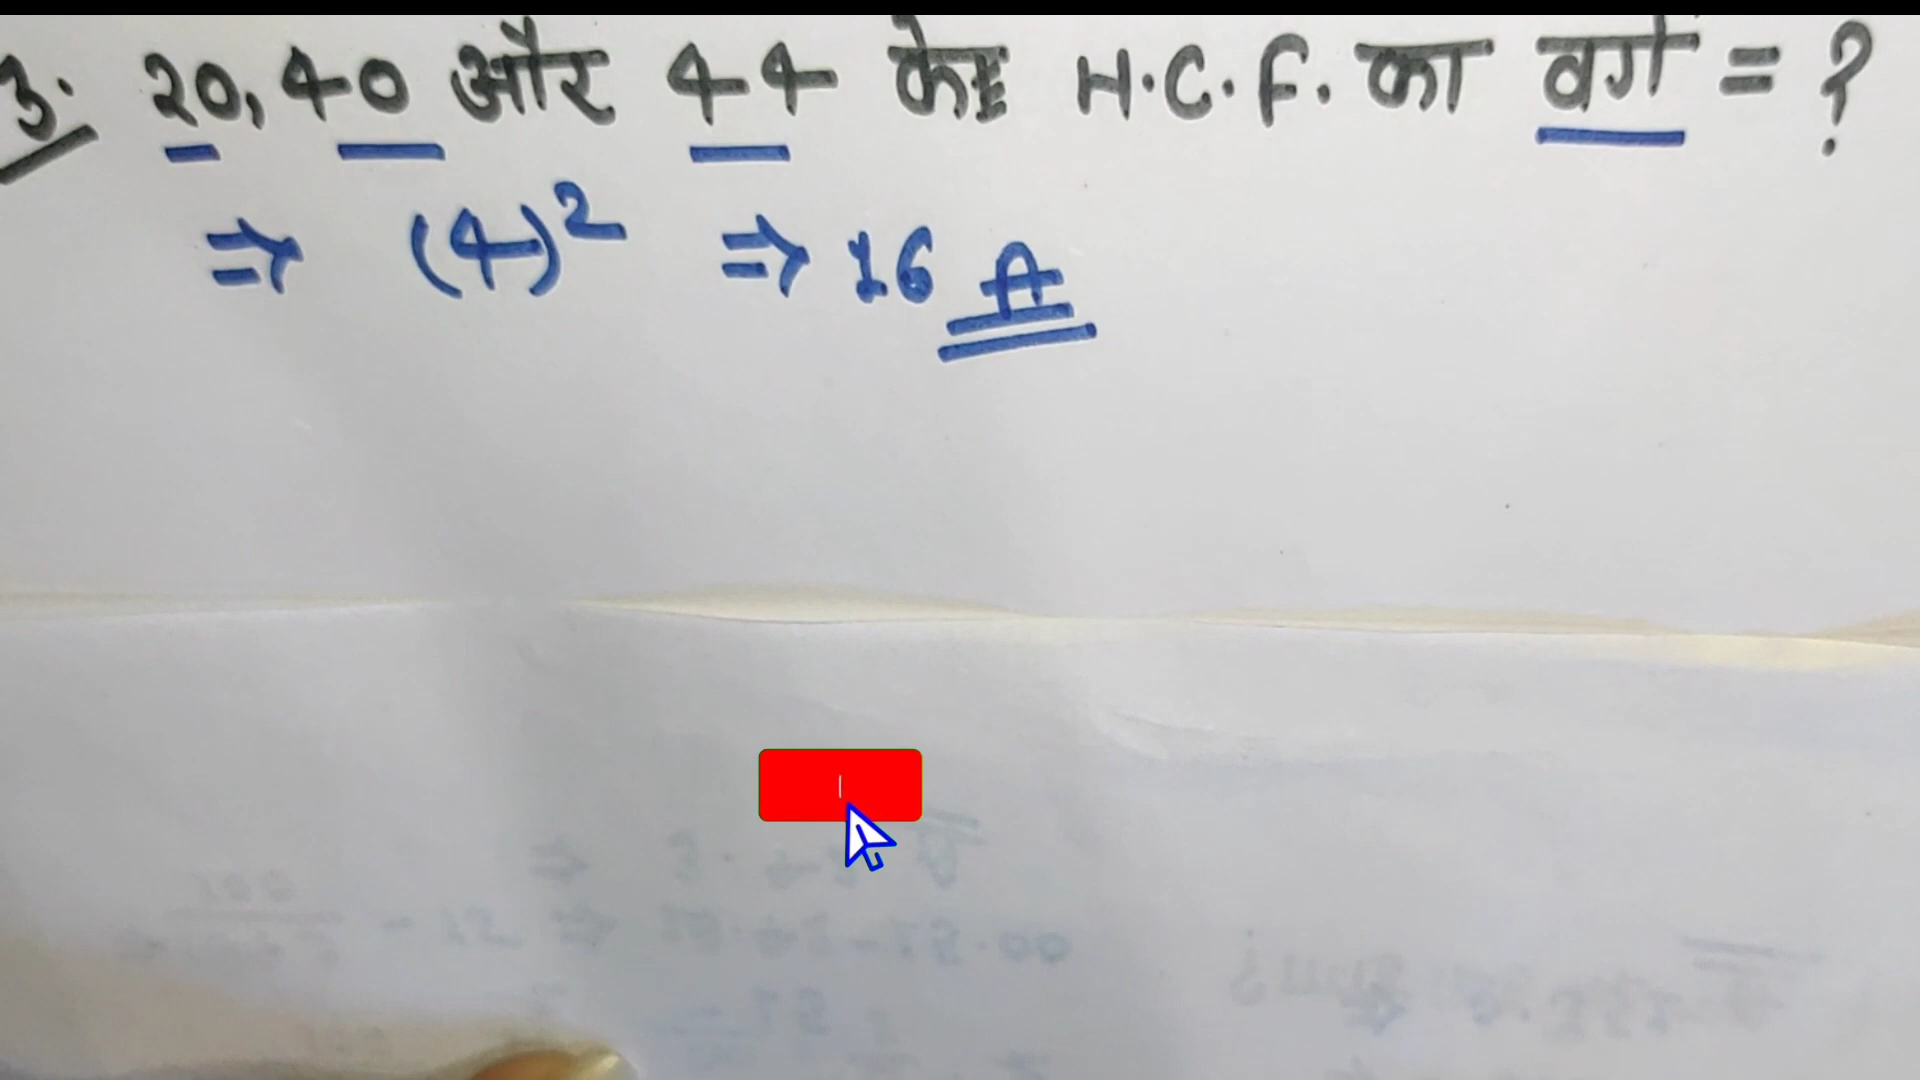 3. 20, 40 और 44 के H.C.F. का वर्ग = ?
⇒ (4)² ⇒ 16 A